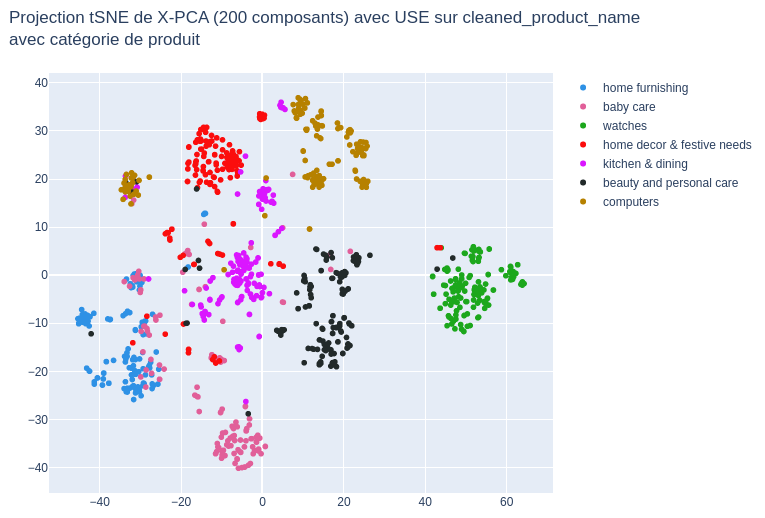 Projection tSNE de X-PCA (200 composants) avec USE sur cleaned_product_name
avec catégorie de produit
home furnishing
baby care
watches
home decor & festive needs
kitchen & dining
beauty and personal care
computers
40
30
20
10
0
−10
−20
−30
−40
−40 −20 0 20 40 60